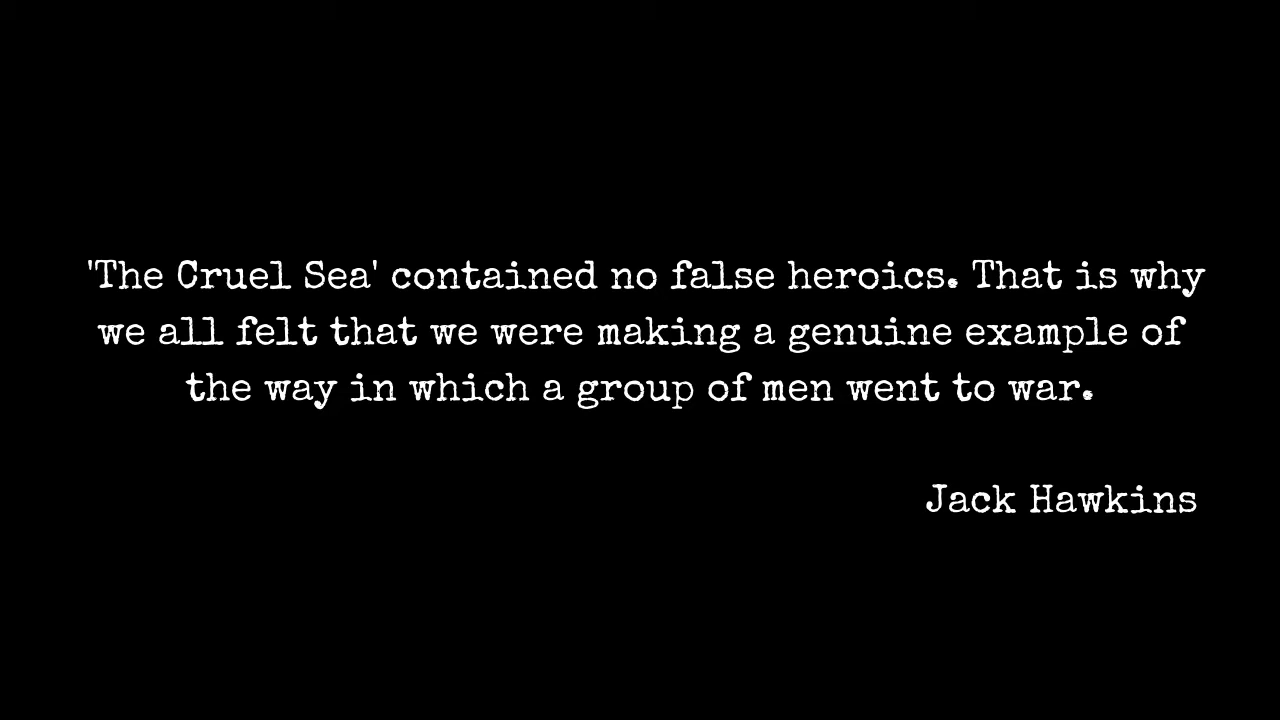 'The Cruel Sea' contained no false heroics. That is why
we all felt that we were making a genuine example of
the way in which a group of men went to war.
Jack Hawkins